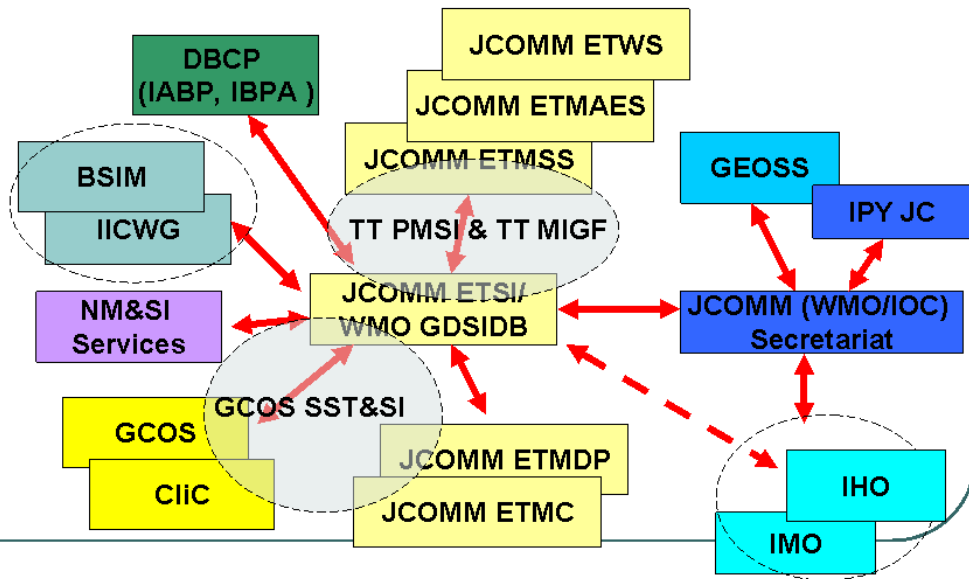 JCOMM ETWS
DBCP
(IABP, IBPA )
JCOMM ETMAES
JCOMM ETMSS
BSIM
GEOSS
IICWG
IPY JC
TT PMSI & TT MIGF
JCOMM ETSI/
WMO GDSIDB
NM&SI
Services
JCOMM (WMO/IOC)
Secretariat
GCOS SST&SI
GCOS
CliC
JCOMM ETMDP
JCOMM ETMC
IHO
IMO